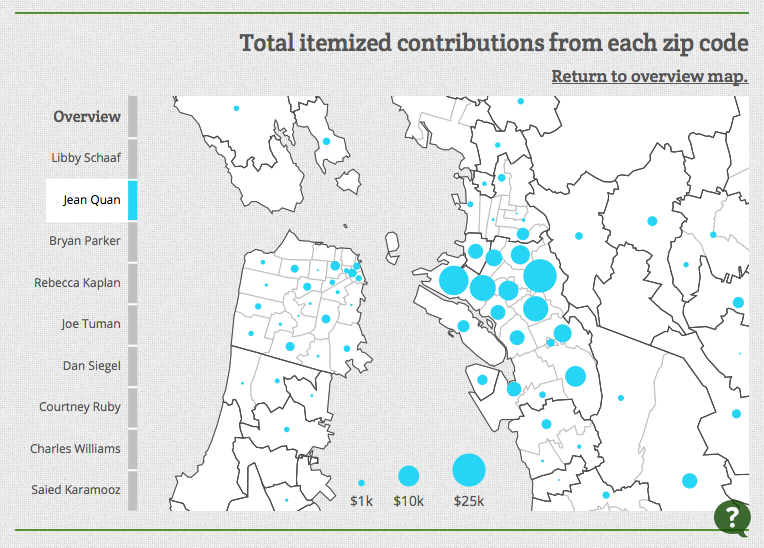 Total itemized contributions from each zip code
Return to overview map.
Overview
Libby Schaaf
Jean Quan
Bryan Parker
Rebecca Kaplan
Joe Tuman
Dan Siegel
Courtney Ruby
Charles Williams
Saied Karamooz
$1k $10k $25k
?